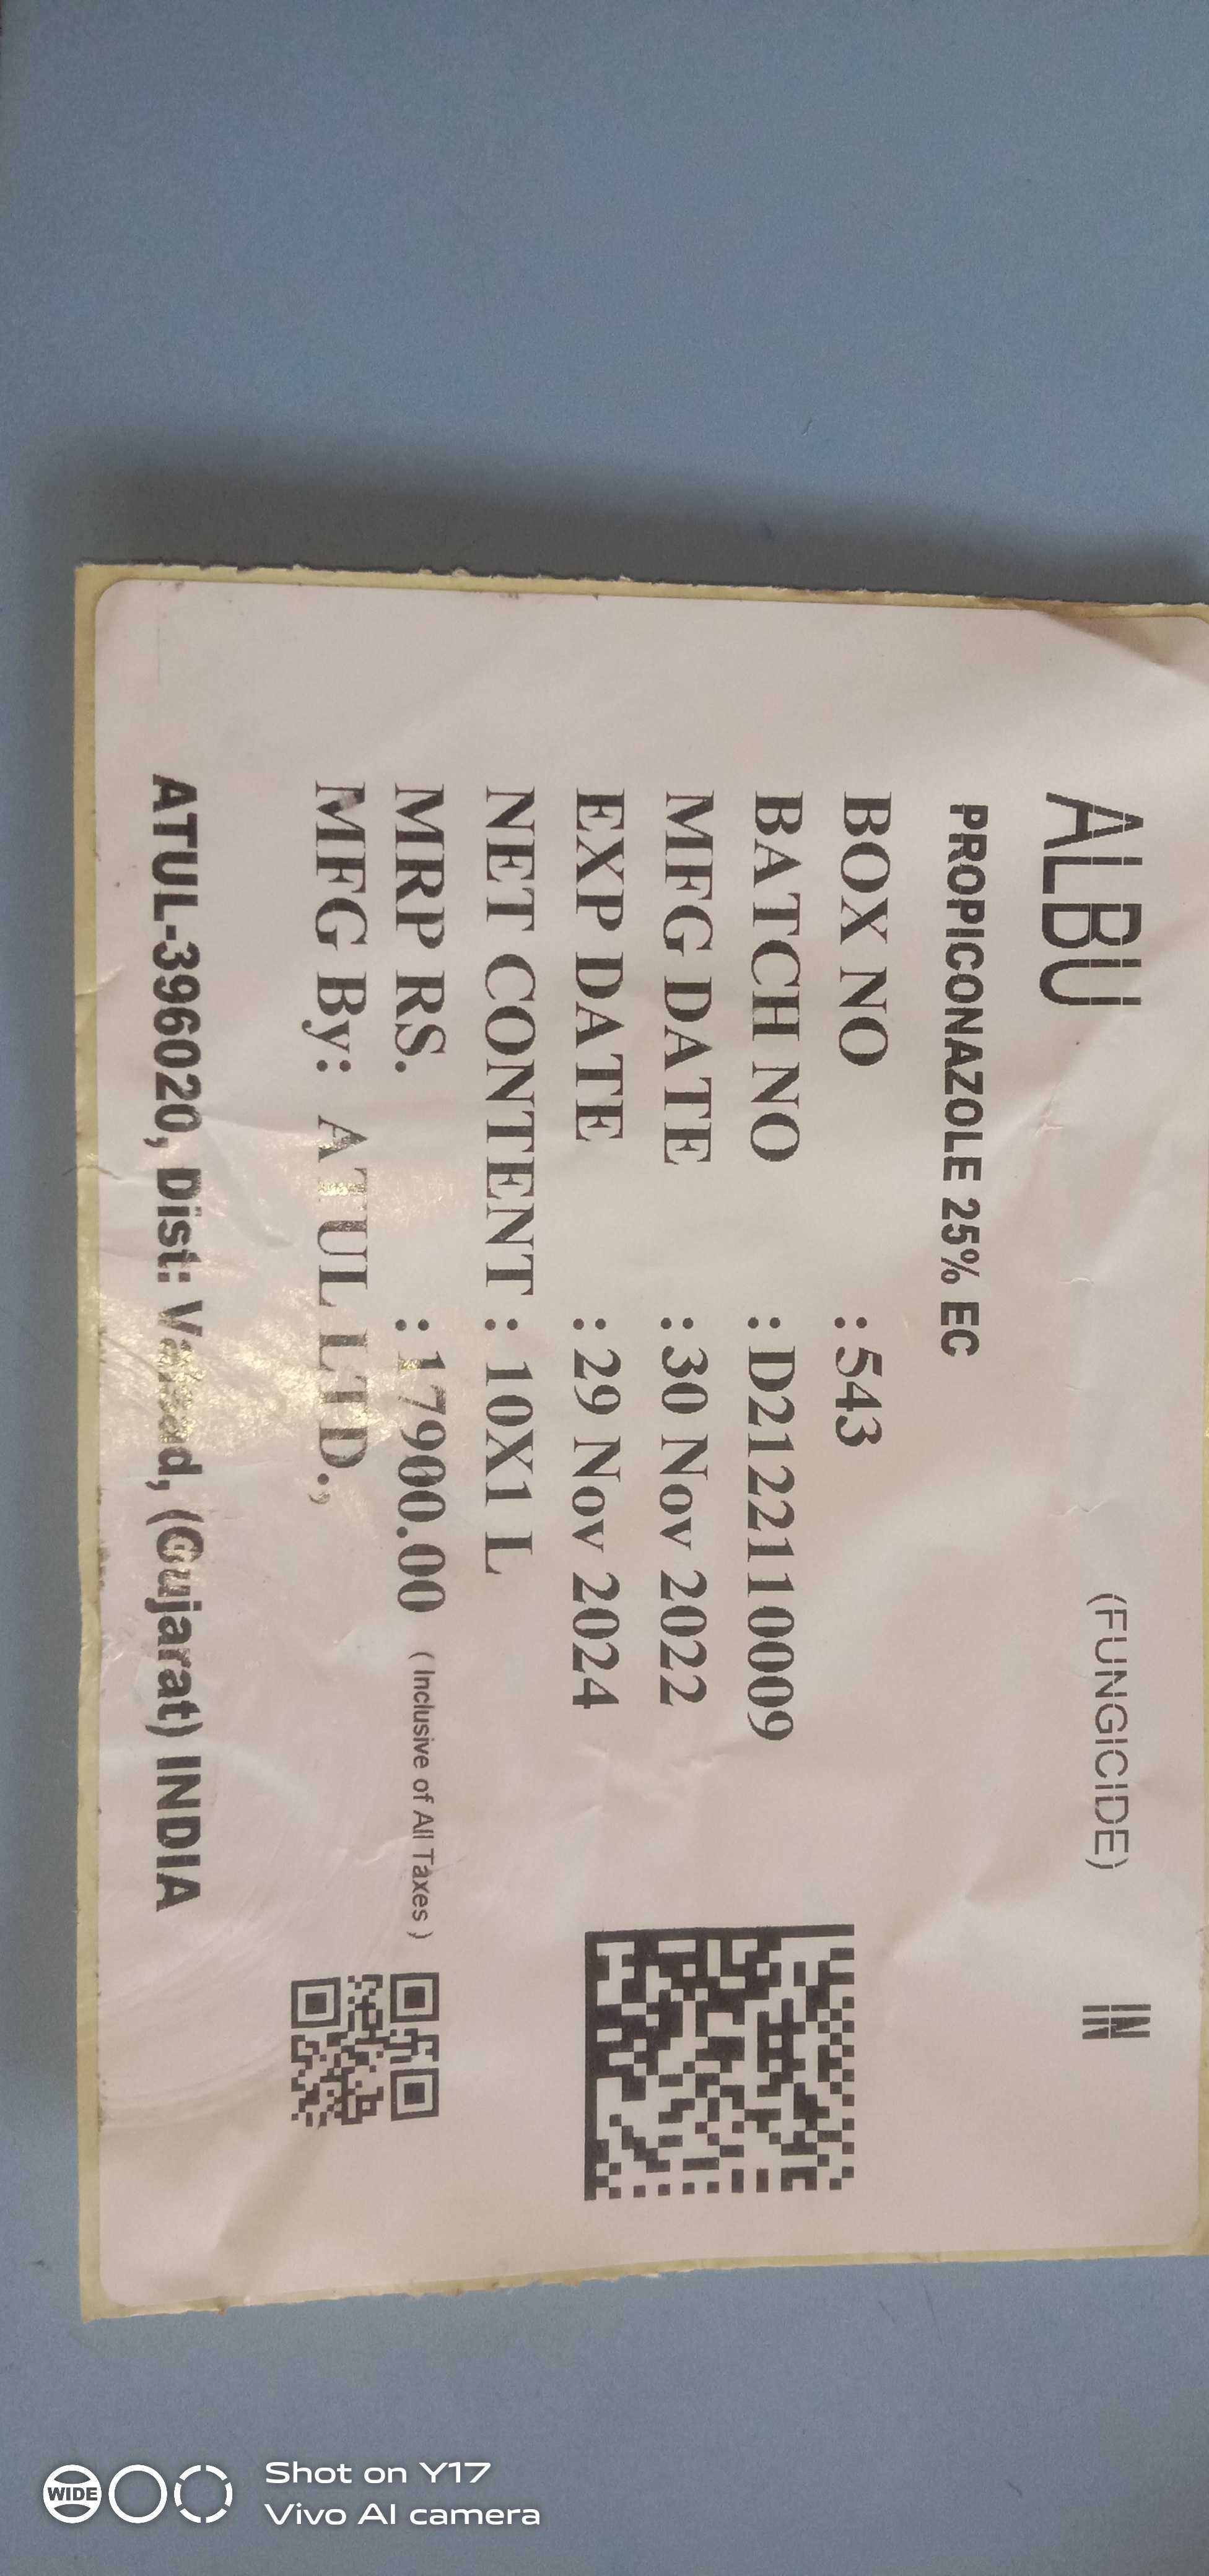 ALBU (FUNGICIDE) IN
PROPICONAZOLE 25% EC
BOX NO : 543
BATCH NO : D2122110009
MFG DATE : 30 Nov 2022
EXP DATE : 29 Nov 2024
NET CONTENT : 10X1 L
MRP RS. : 17900.00 ( Inclusive of All Taxes )
MFG By: ATUL LTD.,
ATUL-396020, Dist: Valsad, (Gujarat) INDIA
WIDE
Shot on Y17
Vivo AI camera